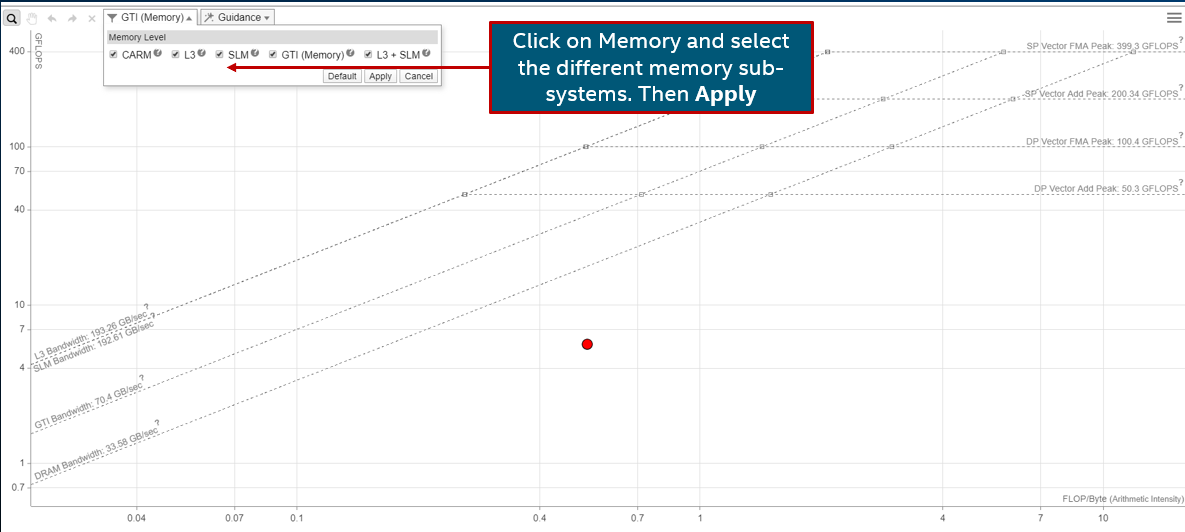 GTI (Memory)
Guidance
Memory Level
CARM ? L3 ? SLM ? GTI (Memory) ? L3 + SLM ?
Default Apply Cancel
Click on Memory and select
the different memory sub-
systems. Then Apply
GFLOPS
400
100
70
40
10
7
4
1
0.7
SP Vector FMA Peak: 399.3 GFLOPS ?
SP Vector Add Peak: 200.34 GFLOPS ?
DP Vector FMA Peak: 100.4 GFLOPS ?
DP Vector Add Peak: 50.3 GFLOPS ?
L3 Bandwidth: 193.26 GB/sec ?
SLM Bandwidth: 192.61 GB/sec ?
GTI Bandwidth: 70.4 GB/sec ?
DRAM Bandwidth: 33.58 GB/sec ?
FLOP/Byte (Arithmetic Intensity)
0.04 0.07 0.1 0.4 0.7 1 4 7 10